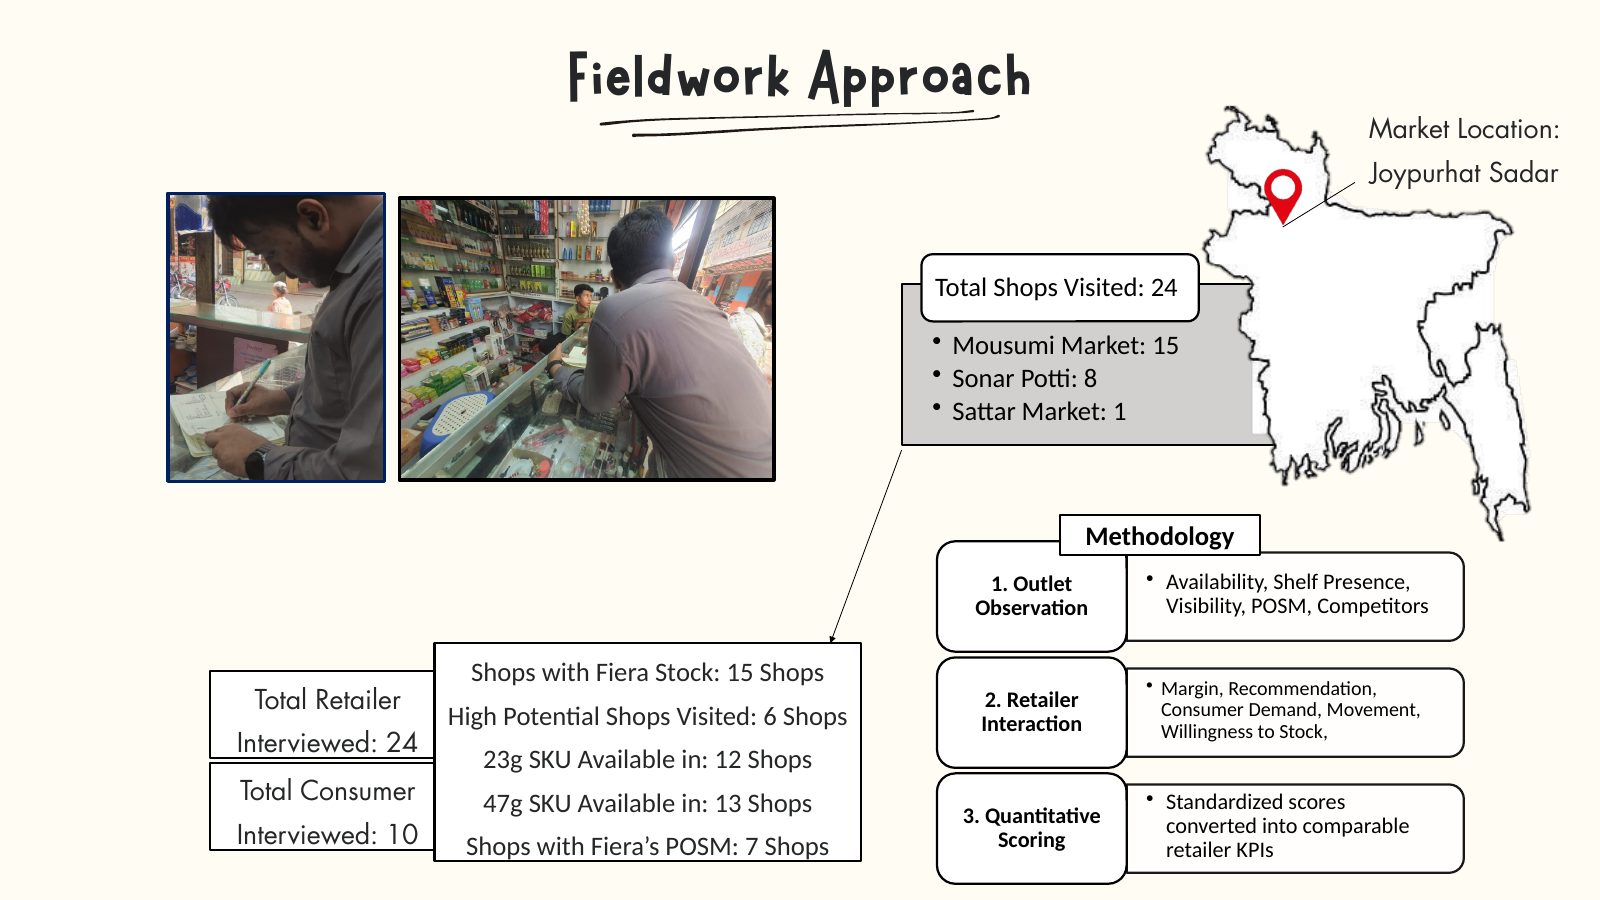 Fieldwork Approach
Market Location:
Joypurhat Sadar
Total Shops Visited: 24
• Mousumi Market: 15
• Sonar Potti: 8
• Sattar Market: 1
Methodology
1. Outlet
Observation
• Availability, Shelf Presence,
Visibility, POSM, Competitors
2. Retailer
Interaction
• Margin, Recommendation,
Consumer Demand, Movement,
Willingness to Stock,
3. Quantitative
Scoring
• Standardized scores
converted into comparable
retailer KPIs
Total Retailer
Interviewed: 24
Total Consumer
Interviewed: 10
Shops with Fiera Stock: 15 Shops
High Potential Shops Visited: 6 Shops
23g SKU Available in: 12 Shops
47g SKU Available in: 13 Shops
Shops with Fiera’s POSM: 7 Shops